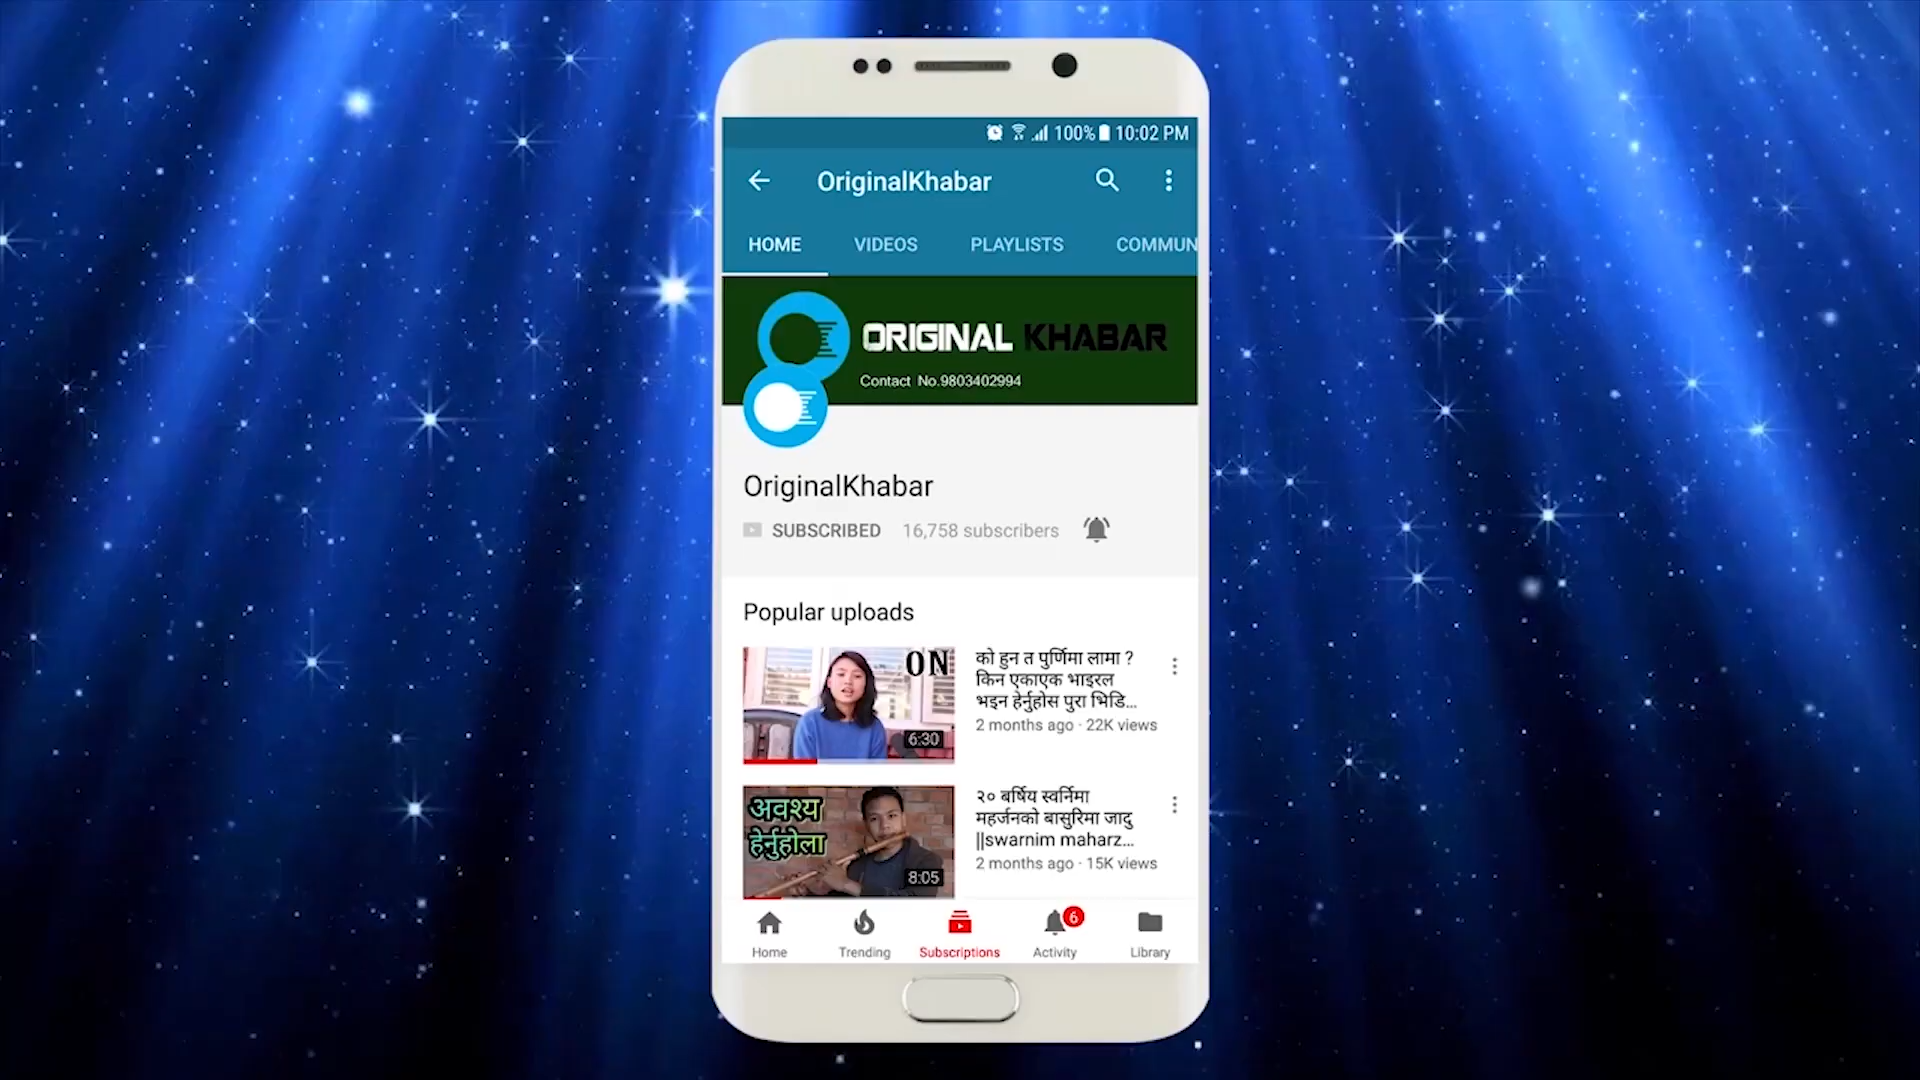 100% 10:02 PM
OriginalKhabar
HOME VIDEOS PLAYLISTS COMMUN
ORIGINAL KHABAR
Contact No.9803402994
OriginalKhabar
SUBSCRIBED 16,758 subscribers
Popular uploads
ON
6:30
को हुन त पुर्णिमा लामा ?
किन एकाएक भाइरल
भइन हेर्नुहोस पुरा भिडि...
2 months ago · 22K views
अवश्य
हेर्नुहोला
8:05
२० बर्षिय स्वर्निमा
महर्जनको बासुरिमा जादु
||swarnim maharz...
2 months ago · 15K views
6
Home Trending Subscriptions Activity Library